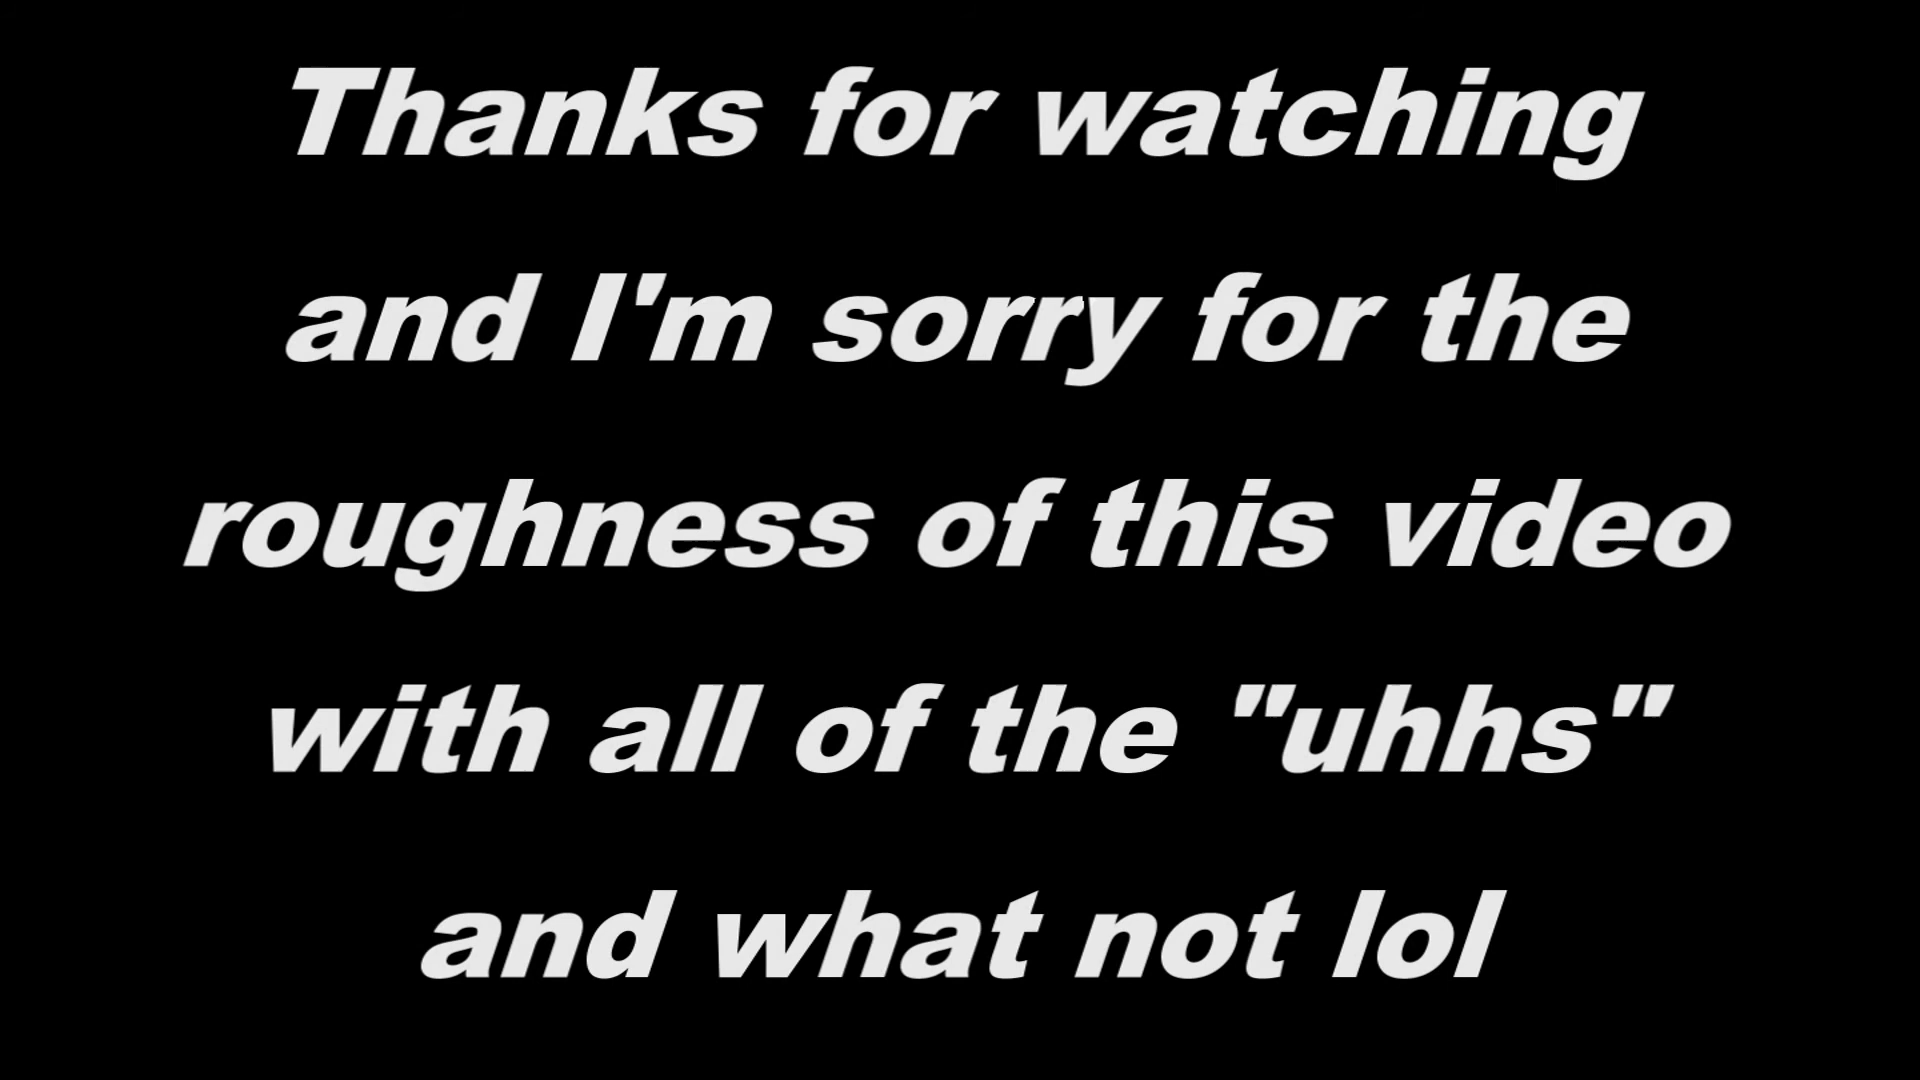 Thanks for watching
and I'm sorry for the
roughness of this video
with all of the "uhhs"
and what not lol